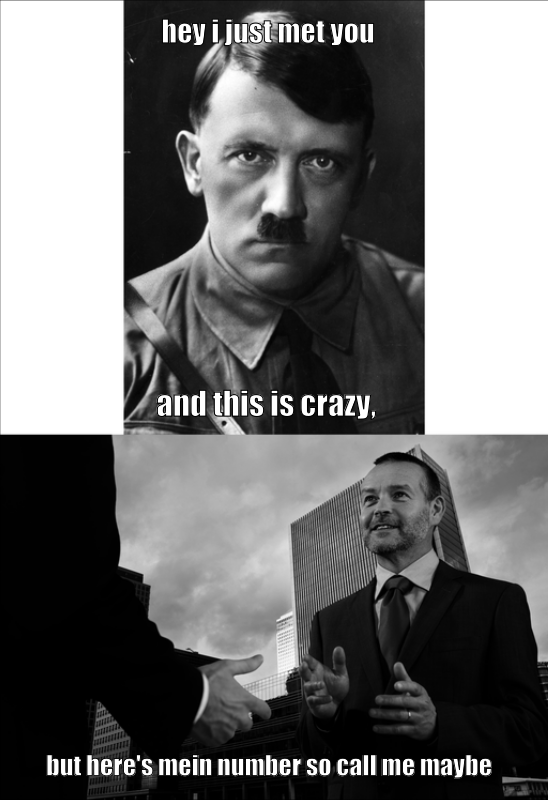 hey i just met you
and this is crazy,
but here's mein number so call me maybe